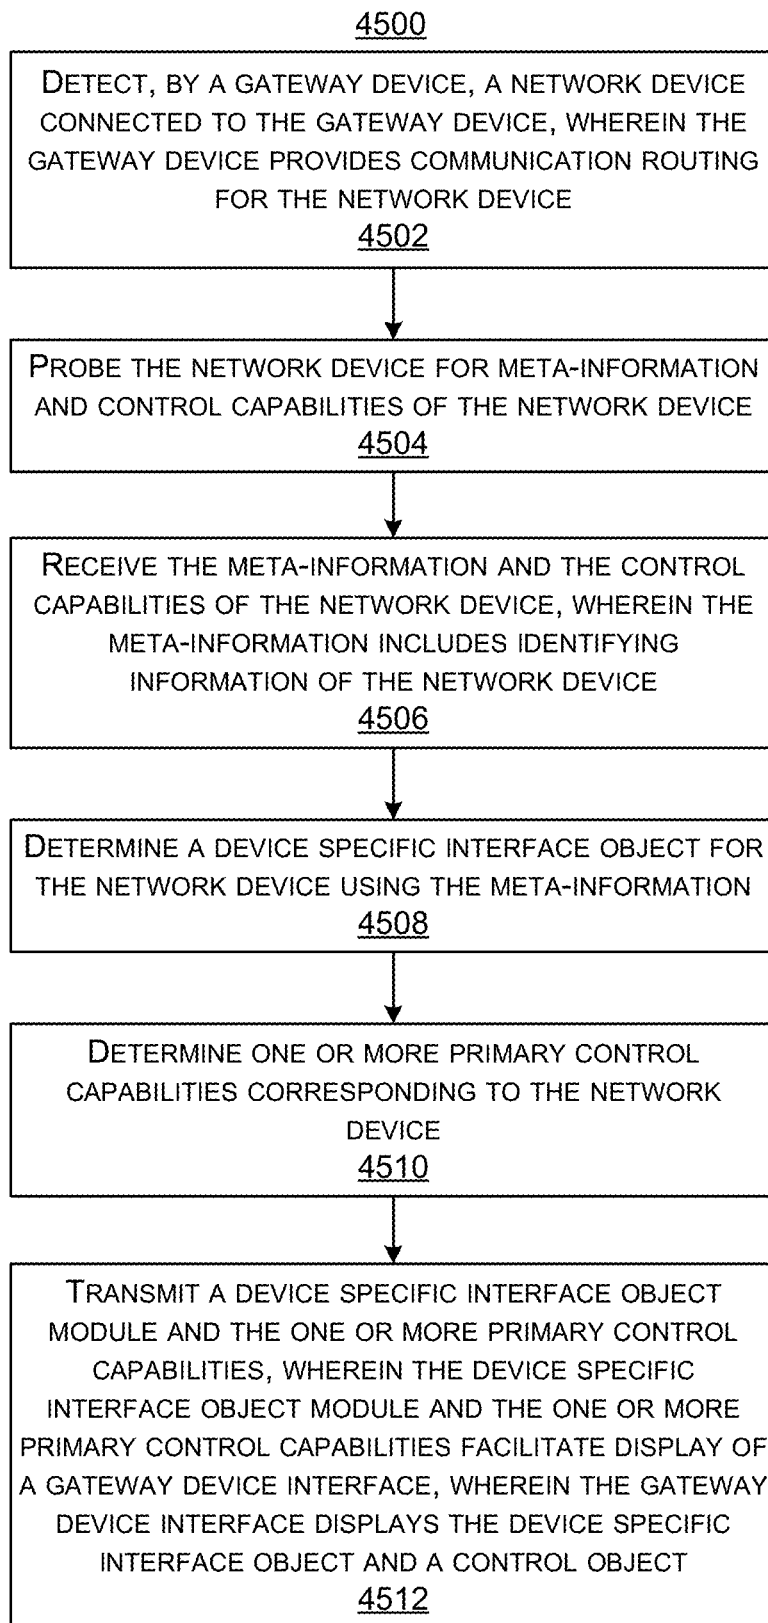 4500
DETECT, BY A GATEWAY DEVICE, A NETWORK DEVICE
CONNECTED TO THE GATEWAY DEVICE, WHEREIN THE
GATEWAY DEVICE PROVIDES COMMUNICATION ROUTING
FOR THE NETWORK DEVICE
4502
PROBE THE NETWORK DEVICE FOR META-INFORMATION
AND CONTROL CAPABILITIES OF THE NETWORK DEVICE
4504
RECEIVE THE META-INFORMATION AND THE CONTROL
CAPABILITIES OF THE NETWORK DEVICE, WHEREIN THE
META-INFORMATION INCLUDES IDENTIFYING
INFORMATION OF THE NETWORK DEVICE
4506
DETERMINE A DEVICE SPECIFIC INTERFACE OBJECT FOR
THE NETWORK DEVICE USING THE META-INFORMATION
4508
DETERMINE ONE OR MORE PRIMARY CONTROL
CAPABILITIES CORRESPONDING TO THE NETWORK
DEVICE
4510
TRANSMIT A DEVICE SPECIFIC INTERFACE OBJECT
MODULE AND THE ONE OR MORE PRIMARY CONTROL
CAPABILITIES, WHEREIN THE DEVICE SPECIFIC
INTERFACE OBJECT MODULE AND THE ONE OR MORE
PRIMARY CONTROL CAPABILITIES FACILITATE DISPLAY OF
A GATEWAY DEVICE INTERFACE, WHEREIN THE GATEWAY
DEVICE INTERFACE DISPLAYS THE DEVICE SPECIFIC
INTERFACE OBJECT AND A CONTROL OBJECT
4512